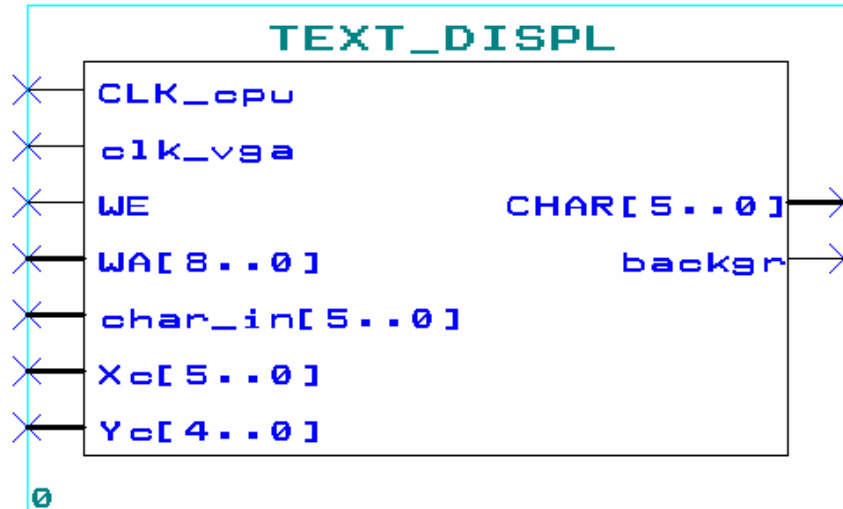 TEXT_DISPL
CLK_cpu
clk_vga
WE
CHAR[5..0]
WA[8..0]
backgr
char_in[5..0]
Xc[5..0]
Yc[4..0]
0